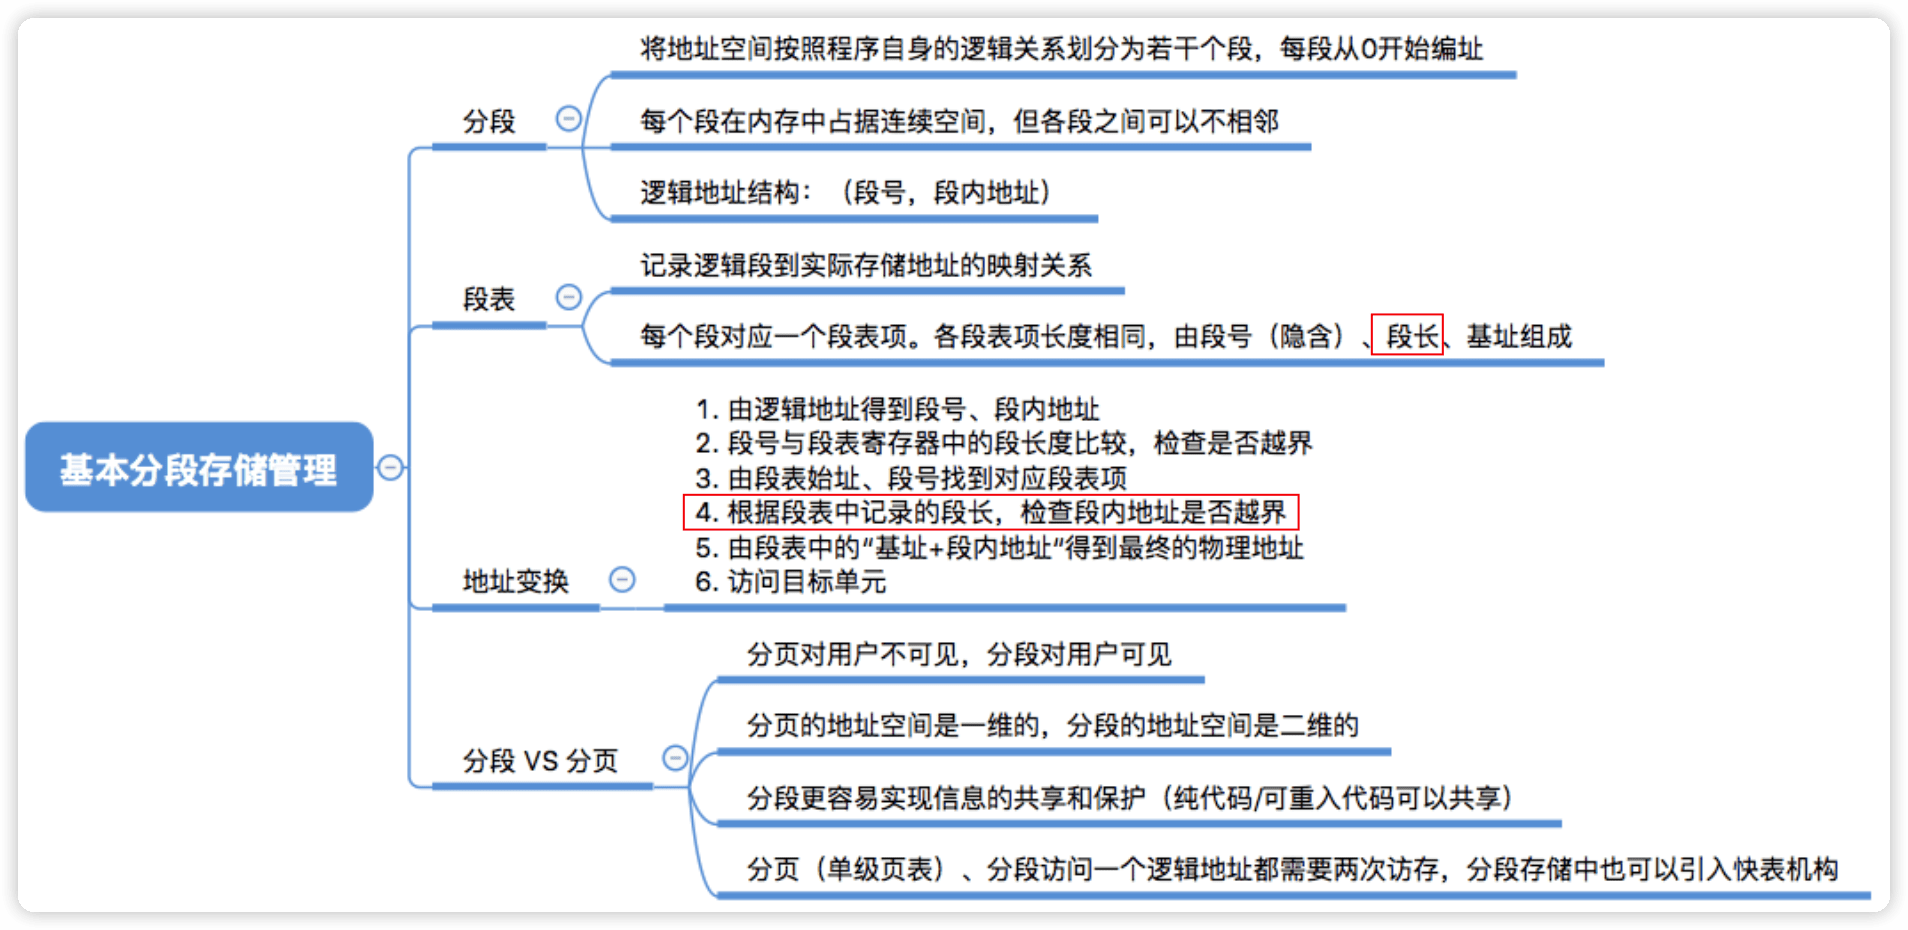 基本分段存储管理
分段
将地址空间按照程序自身的逻辑关系划分为若干个段，每段从0开始编址
每个段在内存中占据连续空间，但各段之间可以不相邻
逻辑地址结构：（段号，段内地址）
段表
记录逻辑段到实际存储地址的映射关系
每个段对应一个段表项。各段表项长度相同，由段号（隐含）、段长、基址组成
地址变换
1. 由逻辑地址得到段号、段内地址
2. 段号与段表寄存器中的段长度比较，检查是否越界
3. 由段表始址、段号找到对应段表项
4. 根据段表中记录的段长，检查段内地址是否越界
5. 由段表中的“基址+段内地址“得到最终的物理地址
6. 访问目标单元
分段 VS 分页
分页对用户不可见，分段对用户可见
分页的地址空间是一维的，分段的地址空间是二维的
分段更容易实现信息的共享和保护（纯代码/可重入代码可以共享）
分页（单级页表）、分段访问一个逻辑地址都需要两次访存，分段存储中也可以引入快表机构